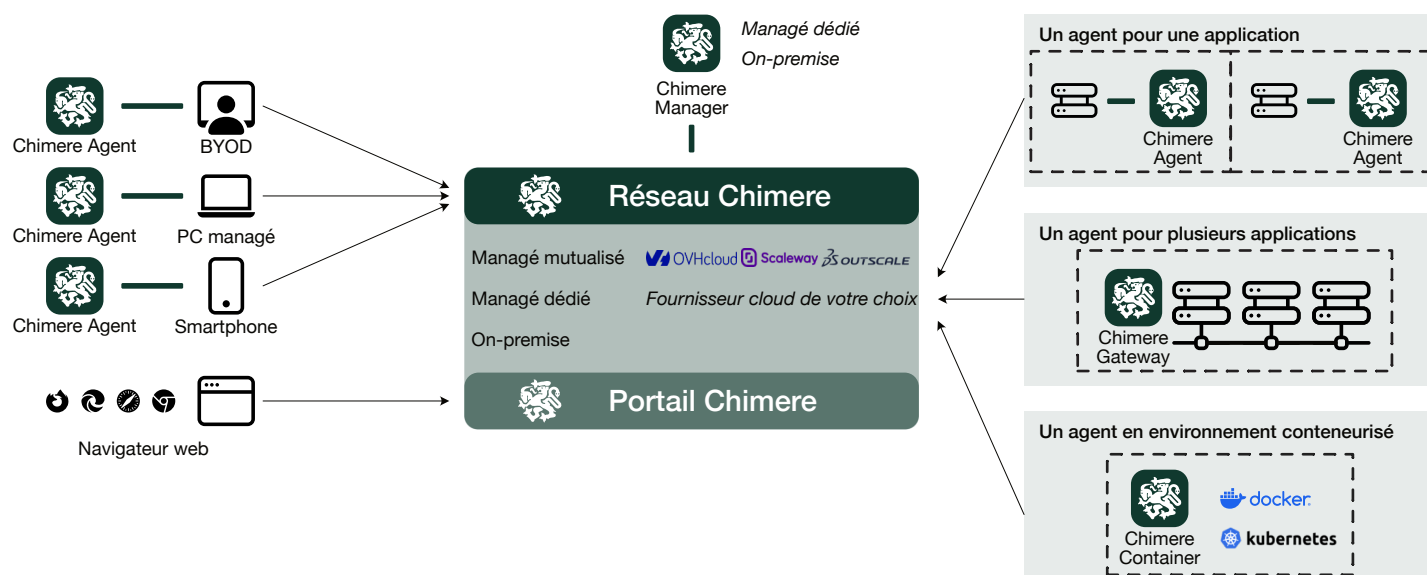 Managé dédié
On-premise
Chimere
Manager
Chimere Agent
BYOD
Chimere Agent
PC managé
Chimere Agent
Smartphone
Navigateur web
Réseau Chimere
Managé mutualisé
OVHcloud Scaleway OUTSCALE
Managé dédié
Fournisseur cloud de votre choix
On-premise
Portail Chimere
Un agent pour une application
Chimere
Agent
Chimere
Agent
Un agent pour plusieurs applications
Chimere
Gateway
Un agent en environnement conteneurisé
Chimere
Container
docker
kubernetes